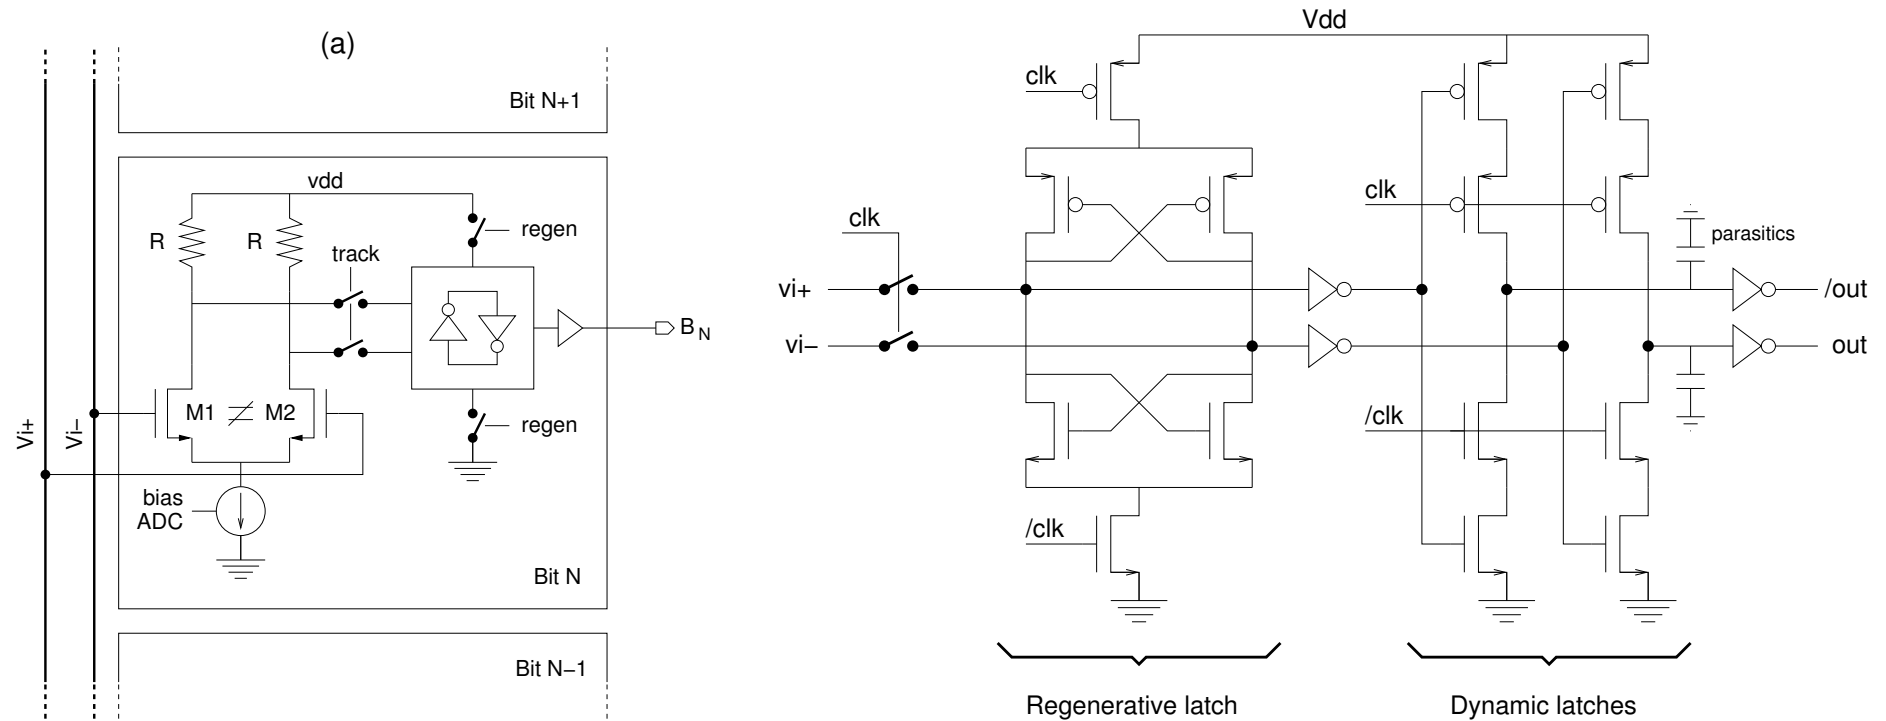 (a)
Bit N+1
vdd
R
R
track
regen
B N
M1
M2
regen
Vi+
Vi−
bias
ADC
Bit N
Bit N−1
Vdd
clk
clk
clk
parasitics
vi+
/out
vi−
out
/clk
/clk
Regenerative latch
Dynamic latches